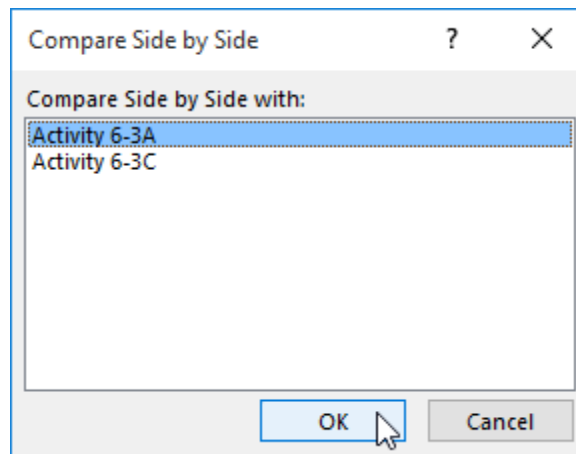 Compare Side by Side ?
Compare Side by Side with:
Activity 6-3A
Activity 6-3C
OK Cancel